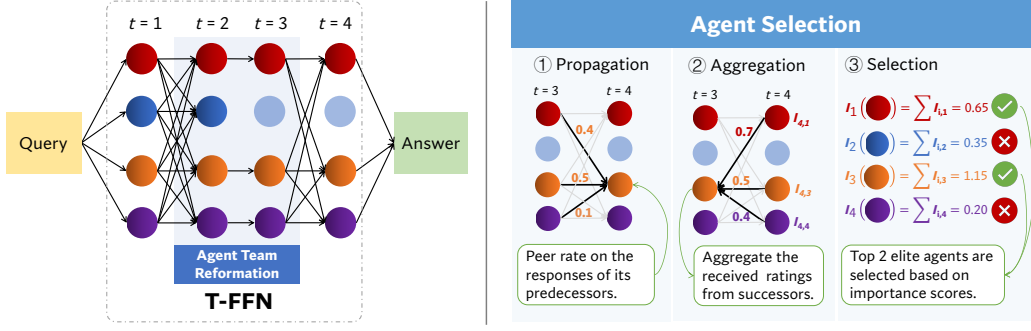 t = 1
t = 2
t = 3
t = 4
Query
Answer
Agent Team
Reformation
T-FFN
Agent Selection
① Propagation
t = 3
t = 4
0.4
0.5
0.1
Peer rate on the
responses of its
predecessors.
② Aggregation
t = 3
t = 4
0.7
0.5
0.4
I4,1
I4,3
I4,4
Aggregate the
received ratings
from successors.
③ Selection
I1 ( ) = ∑ Ii,1 = 0.65
I2 ( ) = ∑ Ii,2 = 0.35
I3 ( ) = ∑ Ii,3 = 1.15
I4 ( ) = ∑ Ii,4 = 0.20
Top 2 elite agents are
selected based on
importance scores.